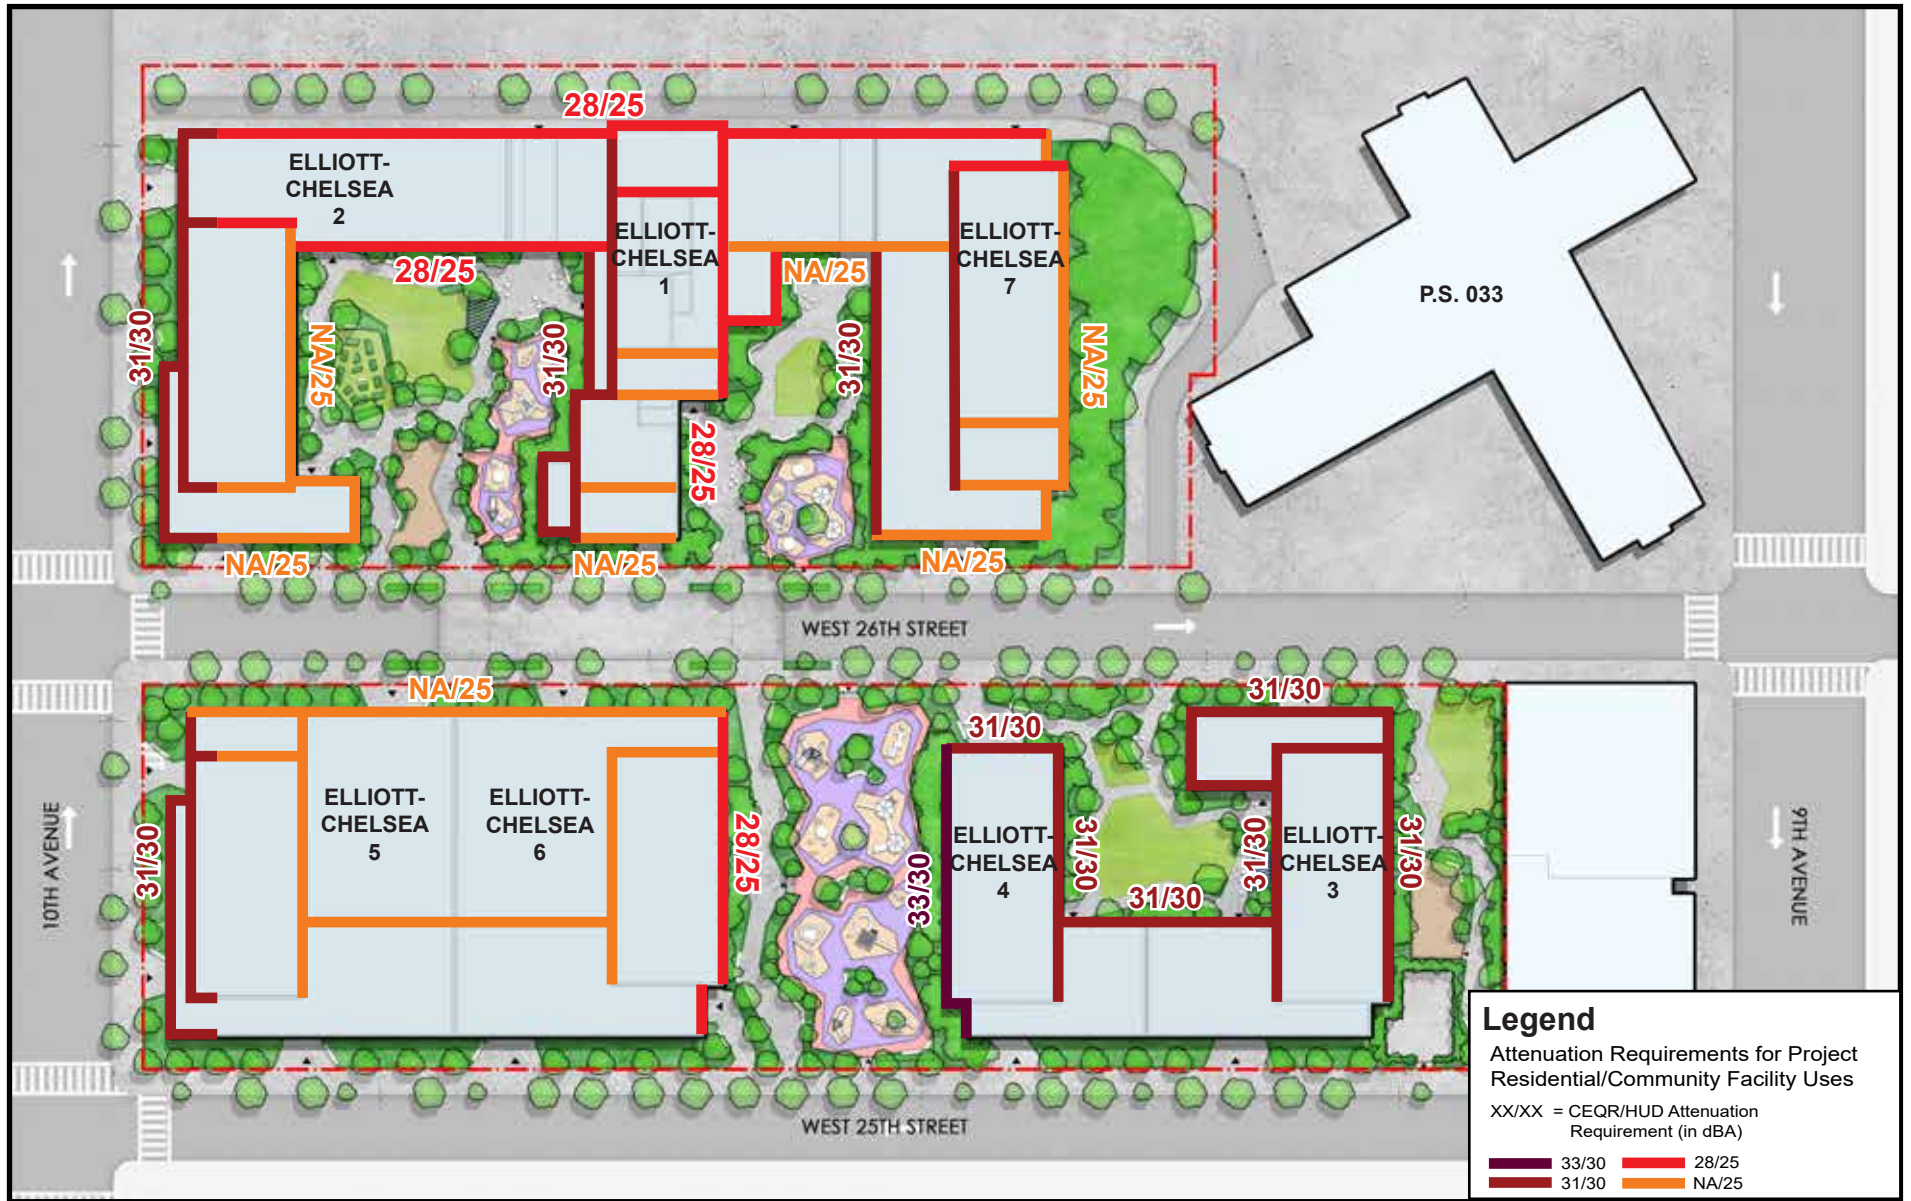 28/25
ELLIOTT-
CHELSEA
2
ELLIOTT-
CHELSEA
1
ELLIOTT-
CHELSEA
7
28/25
NA/25
P.S. 033
31/30
NA/25
31/30
31/30
NA/25
28/25
NA/25
NA/25
NA/25
WEST 26TH STREET
NA/25
31/30
31/30
ELLIOTT-
CHELSEA
5
ELLIOTT-
CHELSEA
6
ELLIOTT-
CHELSEA
4
ELLIOTT-
CHELSEA
3
10TH AVENUE
31/30
28/25
33/30
31/30
31/30
31/30
31/30
9TH AVENUE
WEST 25TH STREET
Legend
Attenuation Requirements for Project
Residential/Community Facility Uses
XX/XX = CEQR/HUD Attenuation
Requirement (in dBA)
33/30 28/25
31/30 NA/25